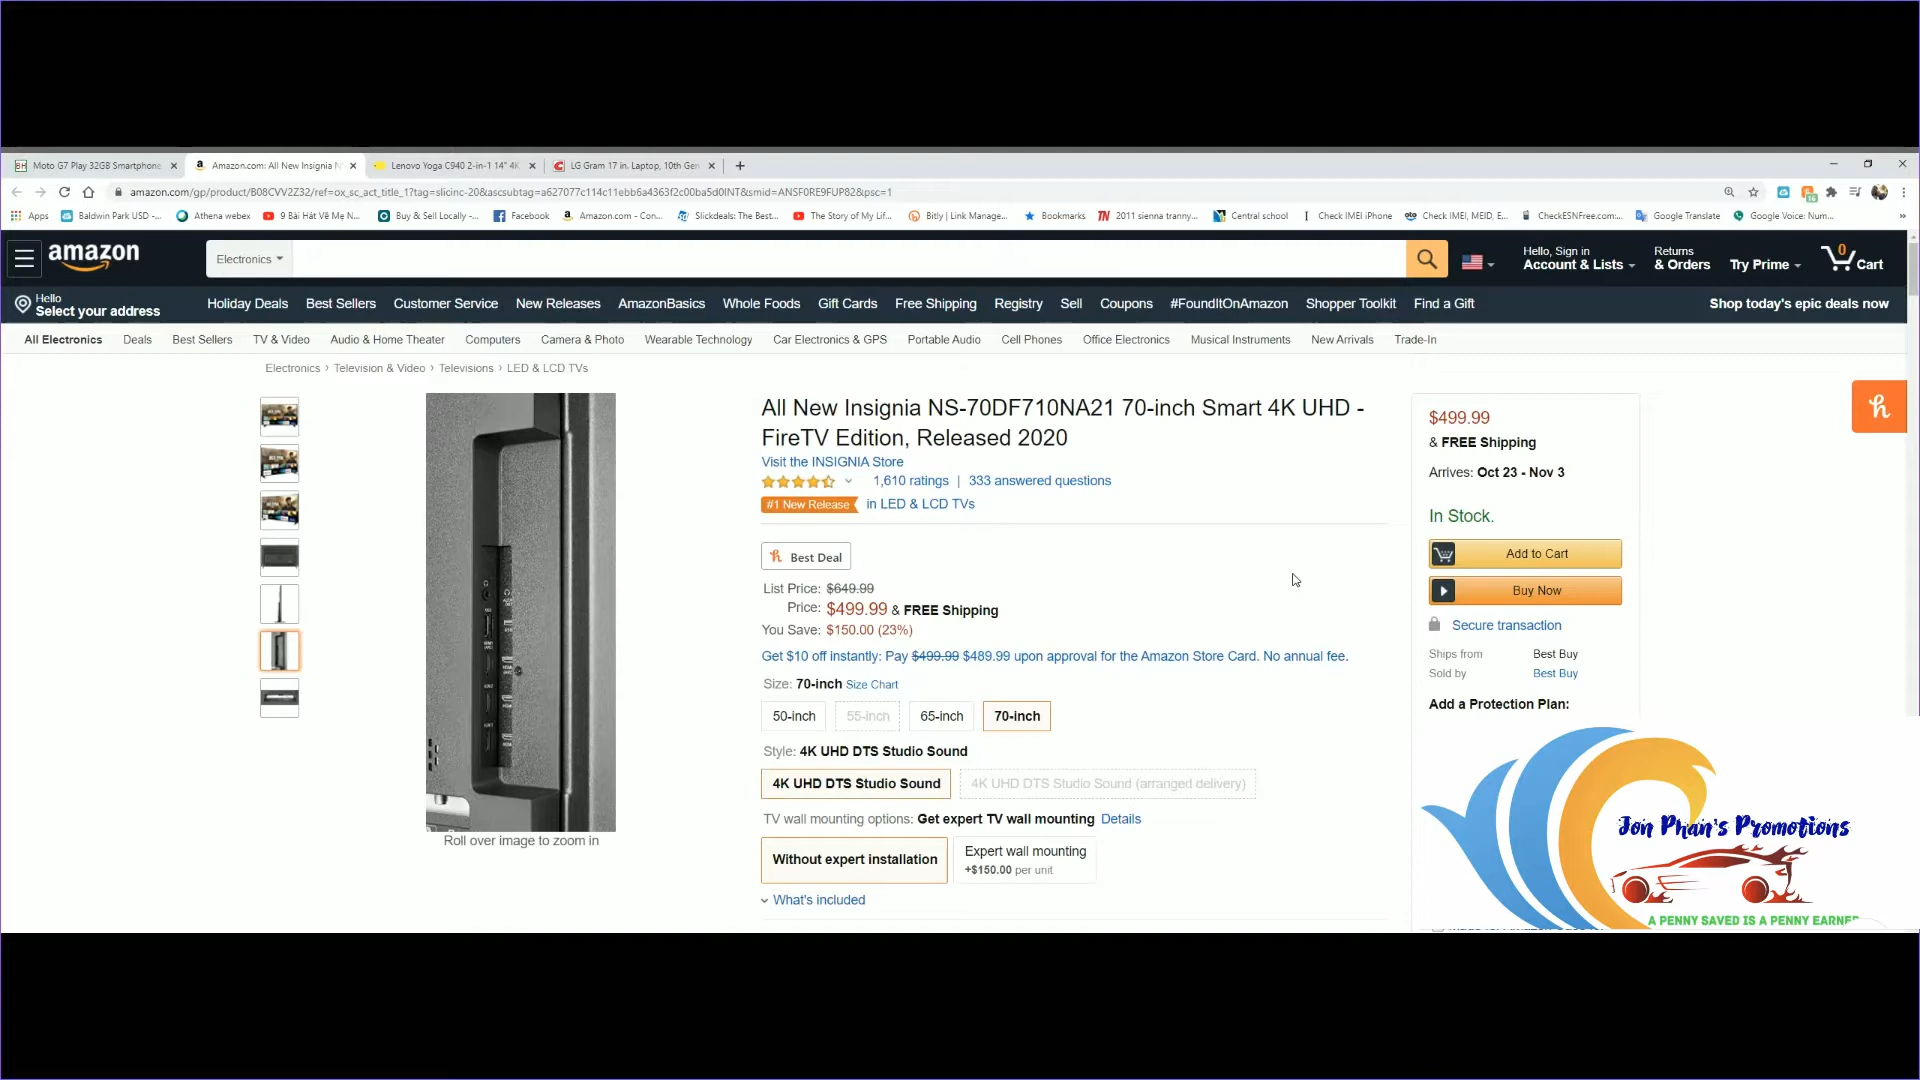 Moto G7 Play 32GB Smartphone
Amazon.com: All New Insignia N
Lenovo Yoga C940 2-in-1 14" 4K
LG Gram 17 in. Laptop, 10th Gen
amazon.com/gp/product/B08CVV2Z32/ref=ox_sc_act_title_1?tag=slicinc-20&ascsubtag=a627077c114c11ebb6a4363f2c00ba5d0INT&smid=ANSF0RE9FUP82&psc=1
Apps
Baldwin Park USD -...
Athena webex
9 Bài Hát Về Mẹ N...
Buy & Sell Locally -...
Facebook
Amazon.com - Con...
Slickdeals: The Best...
The Story of My Lif...
Bitly | Link Manage...
Bookmarks
2011 sienna tranny...
Central school
Check IMEI iPhone
Check IMEI, MEID, E...
CheckESNFree.com:...
Google Translate
Google Voice: Num...
amazon
Electronics
Hello, Sign in
Account & Lists
Returns
& Orders
Try Prime
0
Cart
Hello
Select your address
Holiday Deals
Best Sellers
Customer Service
New Releases
AmazonBasics
Whole Foods
Gift Cards
Free Shipping
Registry
Sell
Coupons
#FoundItOnAmazon
Shopper Toolkit
Find a Gift
Shop today's epic deals now
All Electronics
Deals
Best Sellers
TV & Video
Audio & Home Theater
Computers
Camera & Photo
Wearable Technology
Car Electronics & GPS
Portable Audio
Cell Phones
Office Electronics
Musical Instruments
New Arrivals
Trade-In
Electronics › Television & Video › Televisions › LED & LCD TVs
Roll over image to zoom in
All New Insignia NS-70DF710NA21 70-inch Smart 4K UHD -
FireTV Edition, Released 2020
Visit the INSIGNIA Store
1,610 ratings | 333 answered questions
#1 New Release in LED & LCD TVs
Best Deal
List Price: $649.99
Price: $499.99 & FREE Shipping
You Save: $150.00 (23%)
Get $10 off instantly: Pay $499.99 $489.99 upon approval for the Amazon Store Card. No annual fee.
Size: 70-inch Size Chart
50-inch
55-inch
65-inch
70-inch
Style: 4K UHD DTS Studio Sound
4K UHD DTS Studio Sound
4K UHD DTS Studio Sound (arranged delivery)
TV wall mounting options: Get expert TV wall mounting Details
Without expert installation
Expert wall mounting
+$150.00 per unit
What's included
$499.99
& FREE Shipping
Arrives: Oct 23 - Nov 3
In Stock.
Add to Cart
Buy Now
Secure transaction
Ships from Best Buy
Sold by Best Buy
Add a Protection Plan:
Jon Phan's Promotions
A PENNY SAVED IS A PENNY EARNED